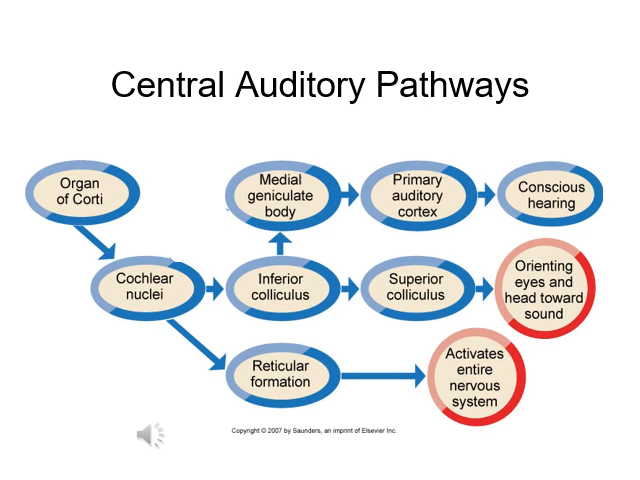 Central Auditory Pathways
Organ
of Corti
Medial
geniculate
body
Primary
auditory
cortex
Conscious
hearing
Cochlear
nuclei
Inferior
colliculus
Superior
colliculus
Orienting
eyes and
head toward
sound
Reticular
formation
Activates
entire
nervous
system
Copyright © 2007 by Saunders, an imprint of Elsevier Inc.